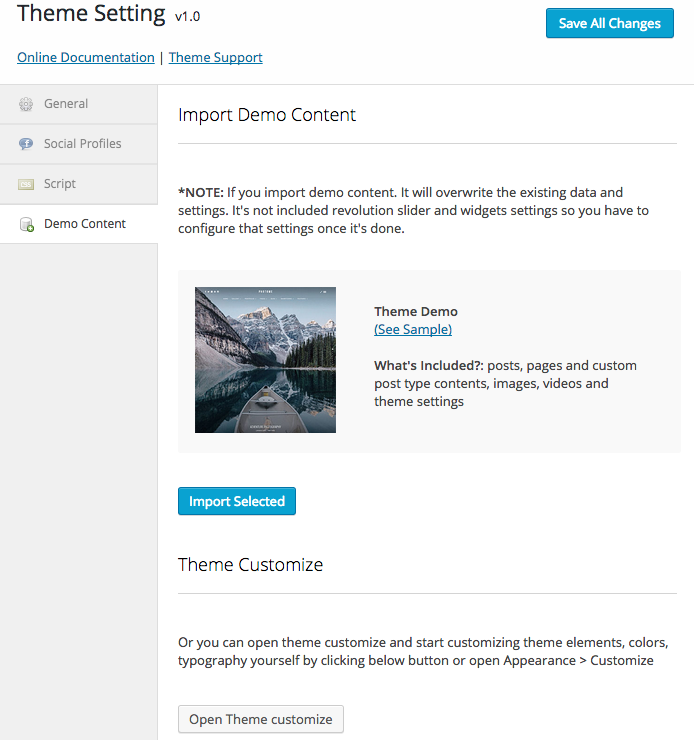 Theme Setting v1.0
Save All Changes
Online Documentation | Theme Support
General
Social Profiles
Script
Demo Content
Import Demo Content
*NOTE: If you import demo content. It will overwrite the existing data and
settings. It's not included revolution slider and widgets settings so you have to
configure that settings once it's done.
Theme Demo
(See Sample)
What's Included?: posts, pages and custom
post type contents, images, videos and
theme settings
Import Selected
Theme Customize
Or you can open theme customize and start customizing theme elements, colors,
typography yourself by clicking below button or open Appearance > Customize
Open Theme customize